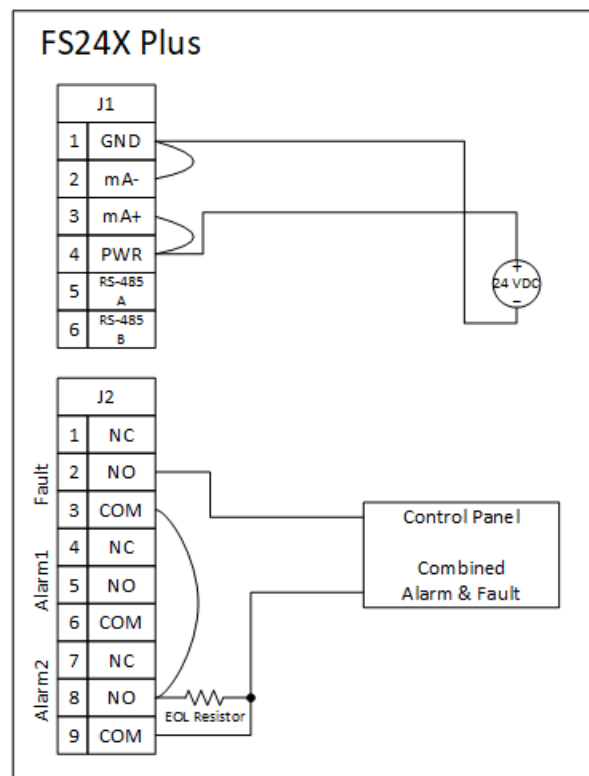 FS24X Plus
J1
1 GND
2 mA-
3 mA+
4 PWR
5 RS-485
A
6 RS-485
B
+
24 VDC
−
J2
Fault
1 NC
2 NO
3 COM
Alarm1
4 NC
5 NO
6 COM
Alarm2
7 NC
8 NO
9 COM
EOL Resistor
Control Panel
Combined
Alarm & Fault